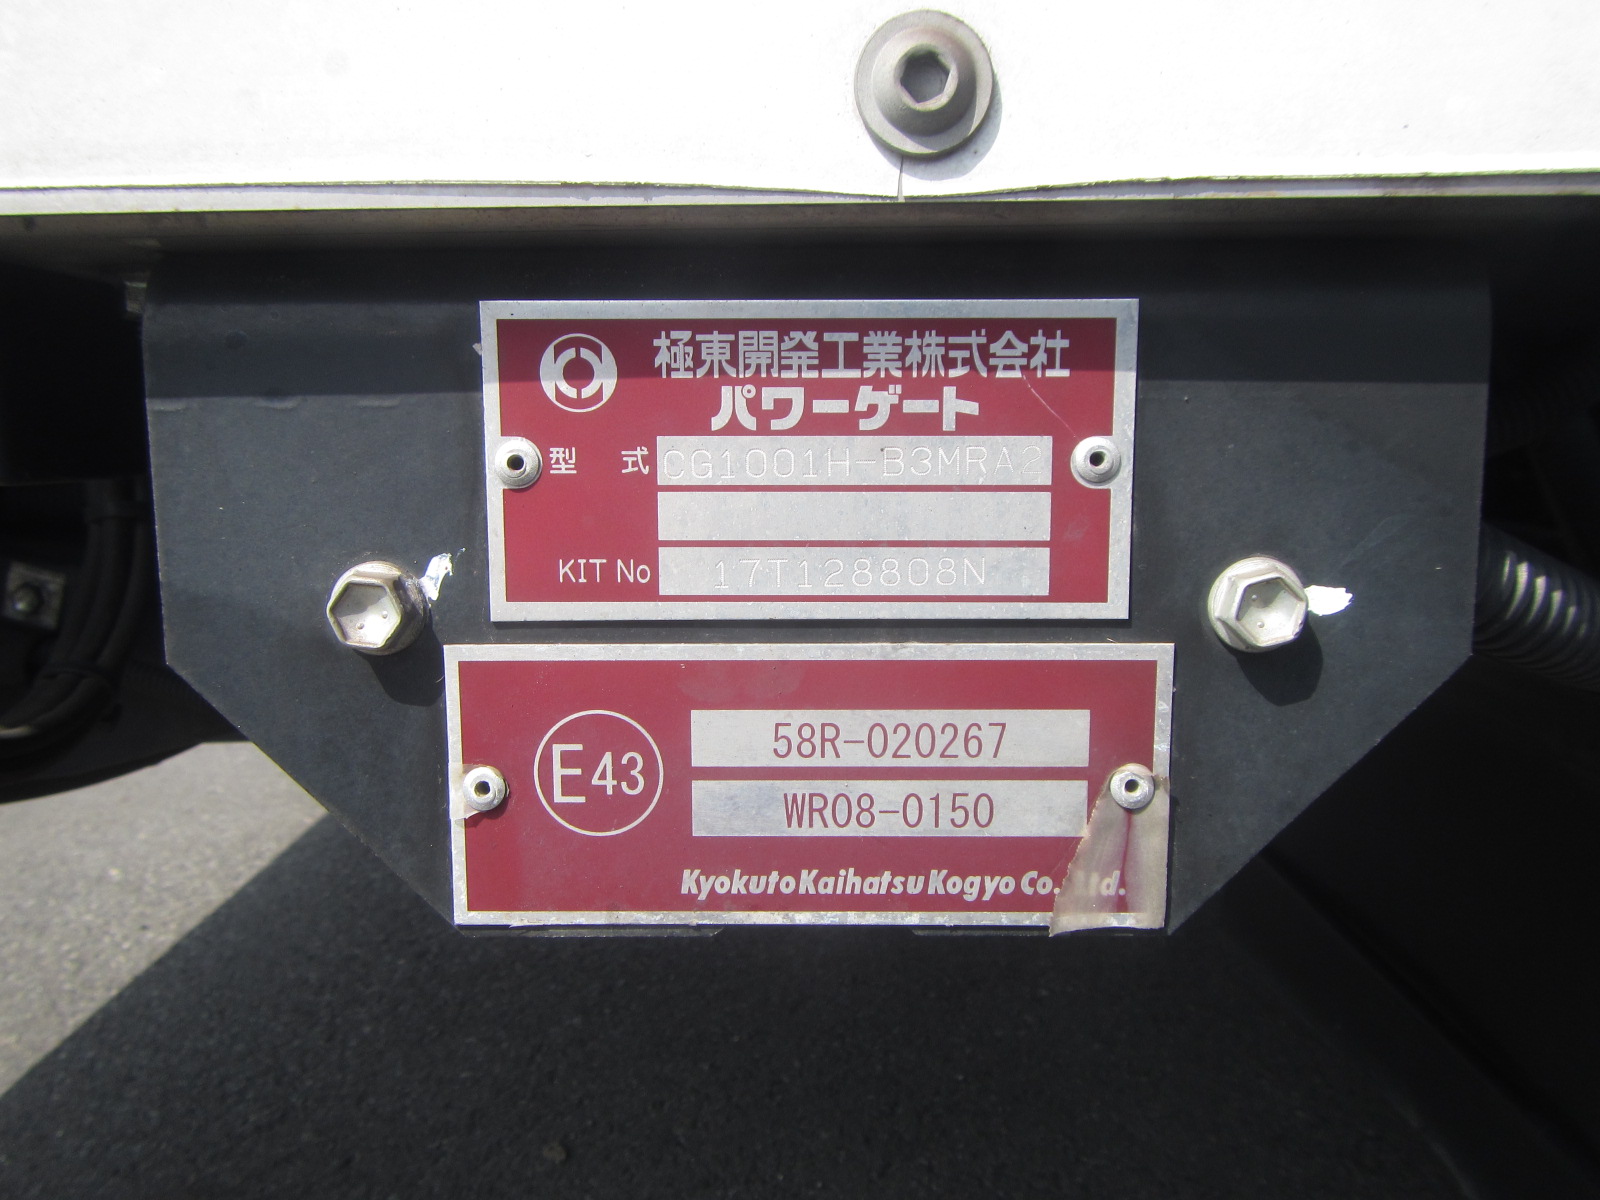 極東開発工業株式会社
パワーゲート
型 式 CG1001H-B3MRA2
KIT No 17T128808N
E43
58R-020267
WR08-0150
Kyokuto Kaihatsu Kogyo Co., Ltd.